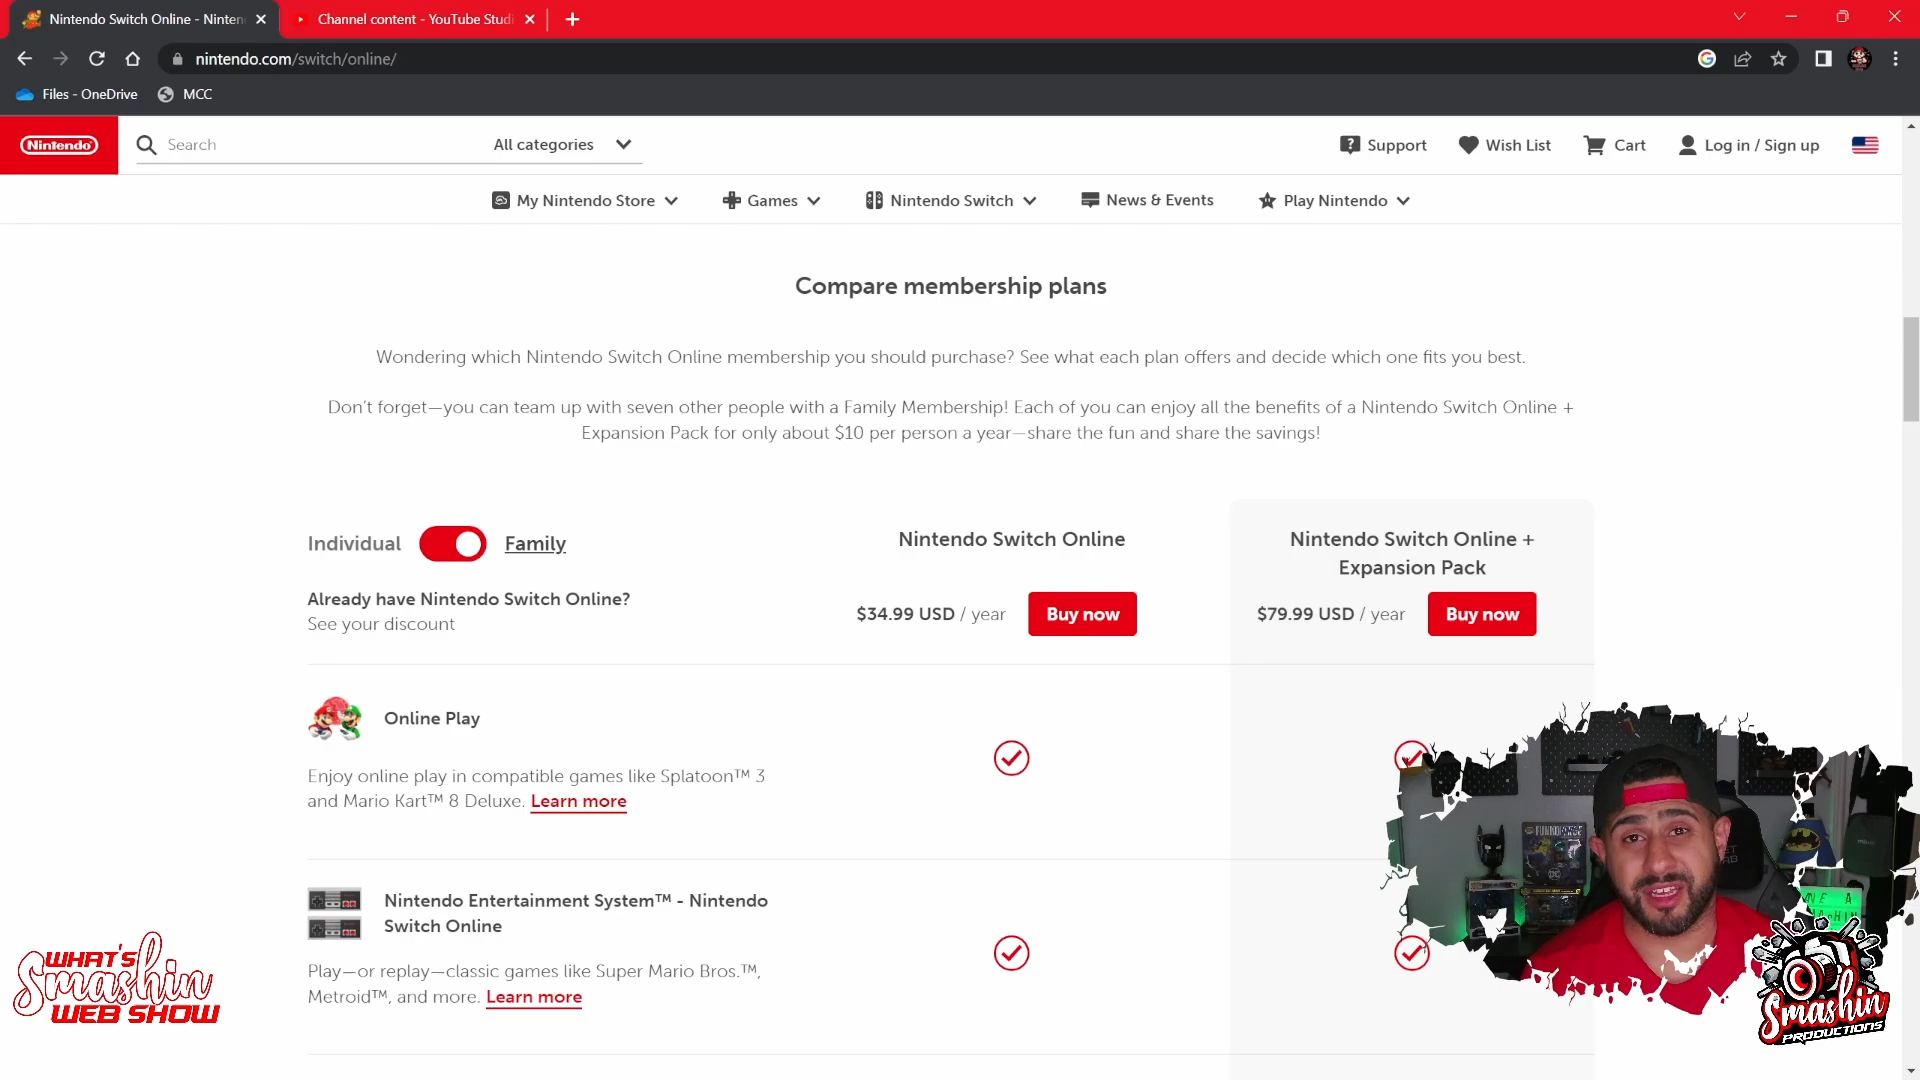 Nintendo Switch Online - Ninten
Channel content - YouTube Studi
nintendo.com/switch/online/
Files - OneDrive
MCC
Nintendo
Search
All categories
Support
Wish List
Cart
Log in / Sign up
My Nintendo Store
Games
Nintendo Switch
News & Events
Play Nintendo
Compare membership plans
Wondering which Nintendo Switch Online membership you should purchase? See what each plan offers and decide which one fits you best.
Don't forget—you can team up with seven other people with a Family Membership! Each of you can enjoy all the benefits of a Nintendo Switch Online +
Expansion Pack for only about $10 per person a year—share the fun and share the savings!
Individual
Family
Already have Nintendo Switch Online?
See your discount
Nintendo Switch Online
$34.99 USD / year
Buy now
Nintendo Switch Online +
Expansion Pack
$79.99 USD / year
Buy now
Online Play
Enjoy online play in compatible games like Splatoon™ 3
and Mario Kart™ 8 Deluxe. Learn more
Nintendo Entertainment System™ - Nintendo
Switch Online
Play—or replay—classic games like Super Mario Bros.™,
Metroid™, and more. Learn more
WHAT'S
Smashin
WEB SHOW
FUNKO
Smashin
PRODUCTIONS